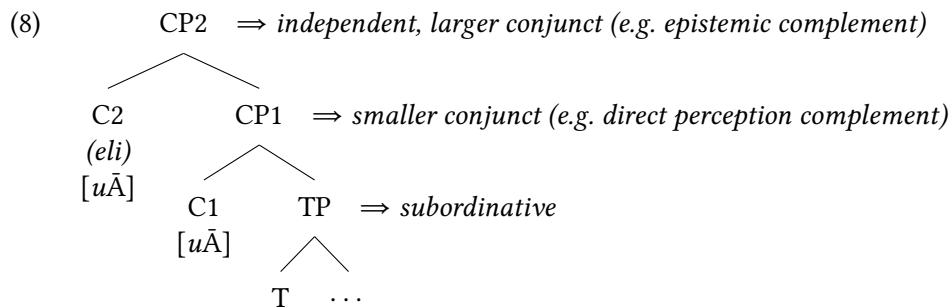 (8) CP2 ⇒ independent, larger conjunct (e.g. epistemic complement)
C2 CP1 ⇒ smaller conjunct (e.g. direct perception complement)
(eli)
[uĀ]
C1 TP ⇒ subordinative
[uĀ]
T ...